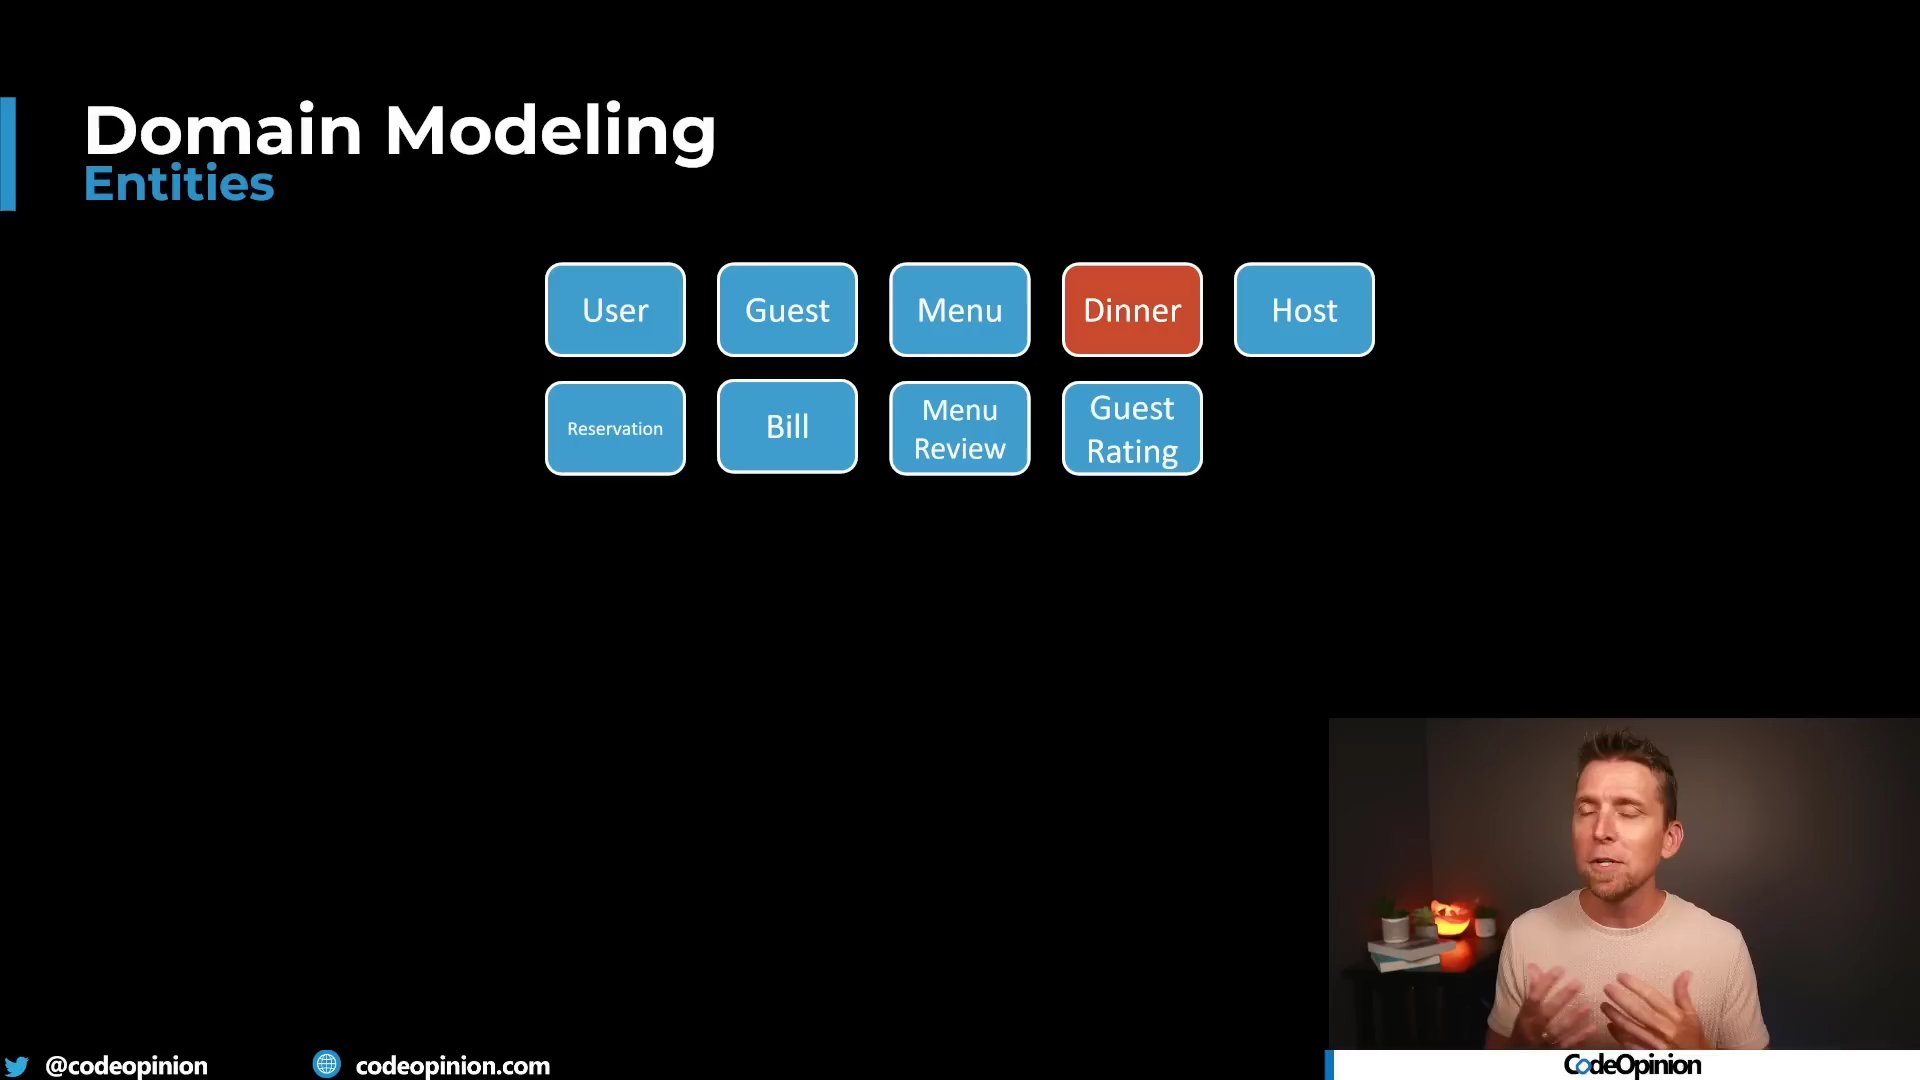 Domain Modeling
Entities
User
Guest
Menu
Dinner
Host
Reservation
Bill
Menu
Review
Guest
Rating
@codeopinion
codeopinion.com
CodeOpinion